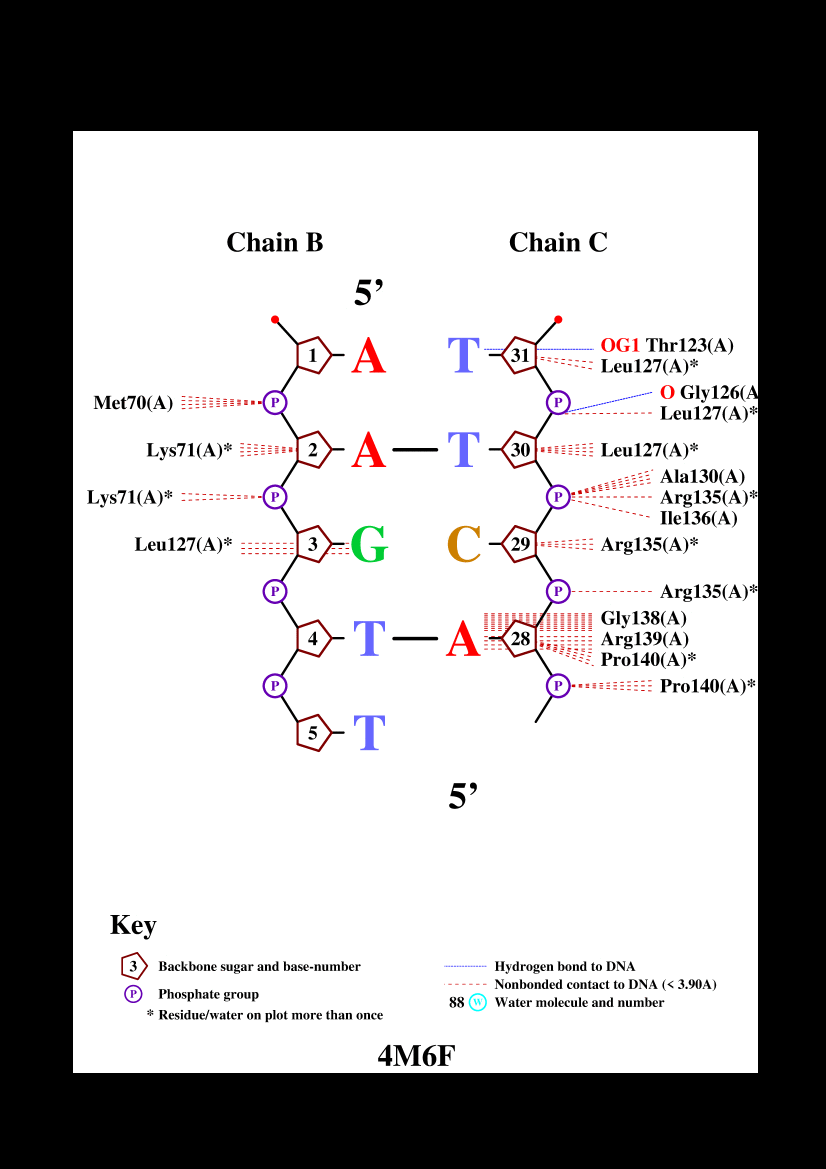 Chain B Chain C
5’
1 A T 31 OG1 Thr123(A)
Leu127(A)*
Met70(A) P P O Gly126(A
Leu127(A)*
Lys71(A)* 2 A T 30 Leu127(A)*
Ala130(A)
Lys71(A)* P P Arg135(A)*
Ile136(A)
Leu127(A)* 3 G C 29 Arg135(A)*
P P Arg135(A)*
Gly138(A)
4 T A 28 Arg139(A)
Pro140(A)*
P P Pro140(A)*
5 T
5’
Key
3 Backbone sugar and base-number
P Phosphate group
* Residue/water on plot more than once
Hydrogen bond to DNA
Nonbonded contact to DNA (< 3.90A)
88 W Water molecule and number
4M6F